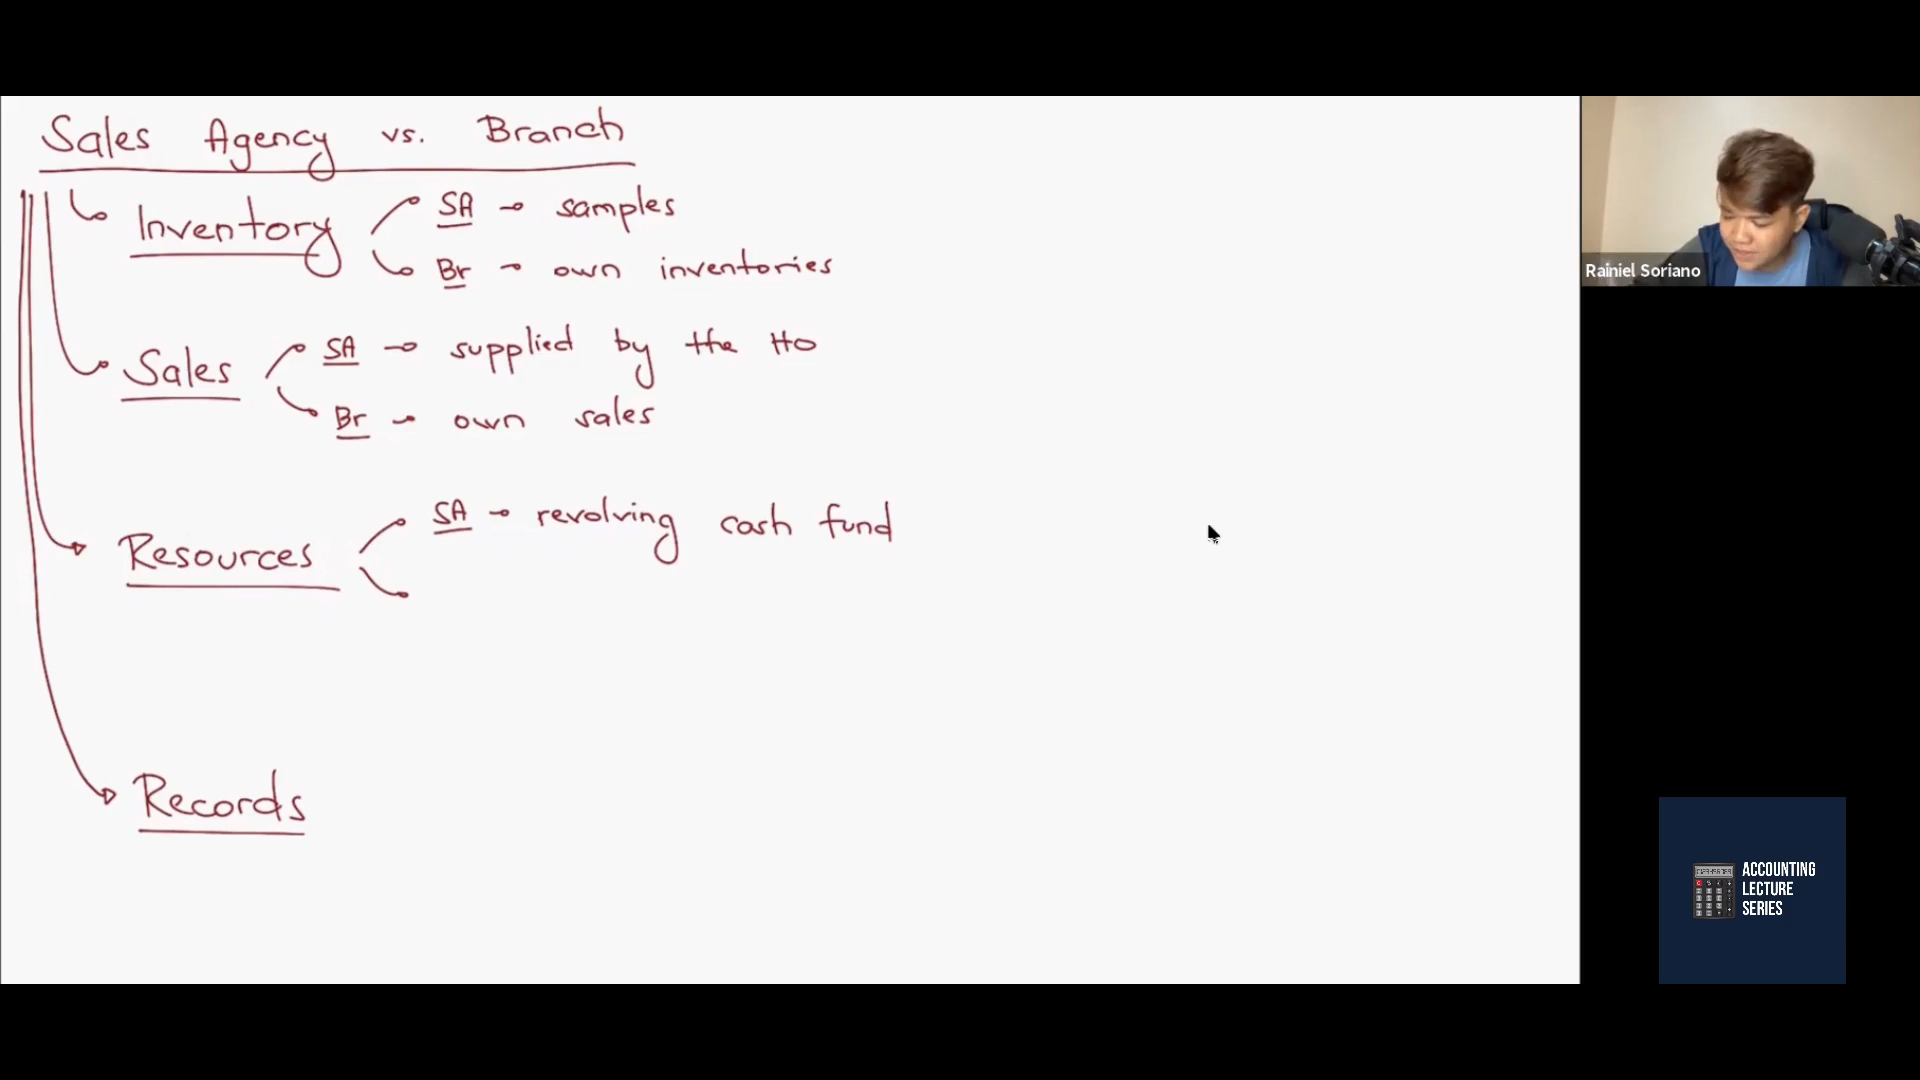 Sales Agency vs. Branch
Inventory
SA → samples
Br → own inventories
Sales
SA → supplied by the HO
Br → own sales
Resources
SA → revolving cash fund
Records
Rainiel Soriano
ACCOUNTING
LECTURE
SERIES